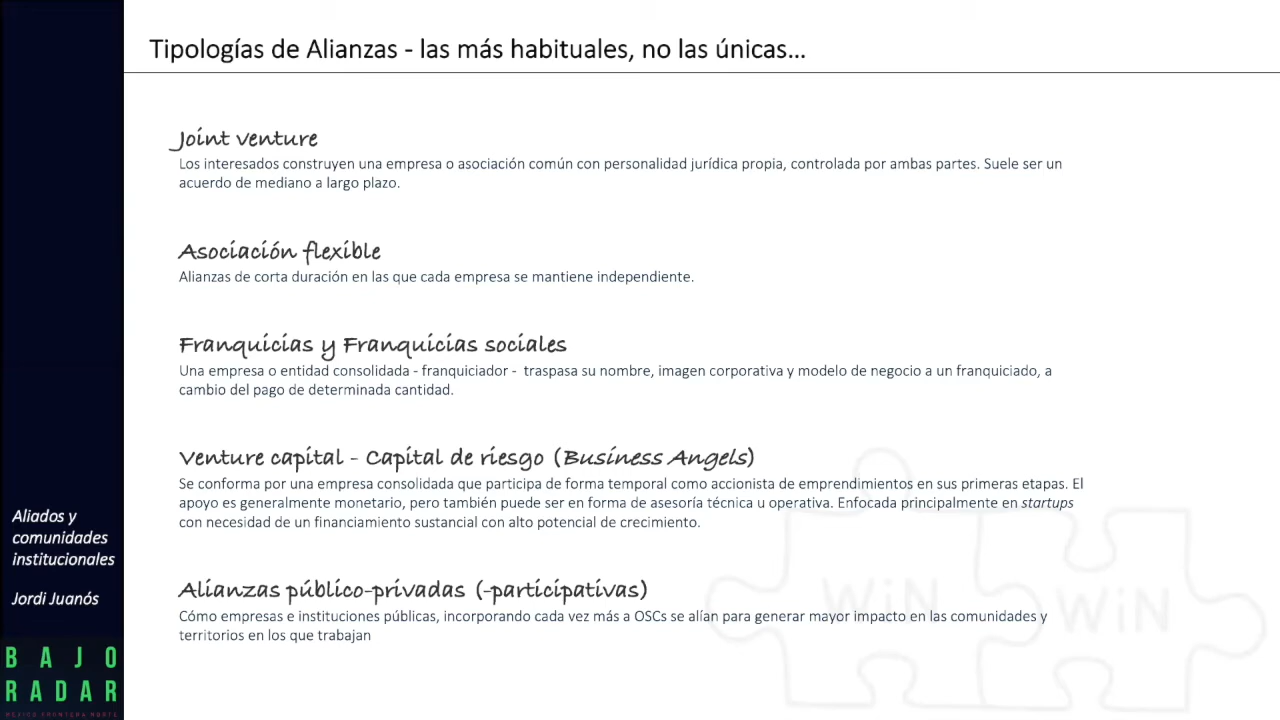 Tipologías de Alianzas - las más habituales, no las únicas...
Joint venture
Los interesados construyen una empresa o asociación común con personalidad jurídica propia, controlada por ambas partes. Suele ser un
acuerdo de mediano a largo plazo.
Asociación flexible
Alianzas de corta duración en las que cada empresa se mantiene independiente.
Franquicias y Franquicias sociales
Una empresa o entidad consolidada - franquiciador - traspasa su nombre, imagen corporativa y modelo de negocio a un franquiciado, a
cambio del pago de determinada cantidad.
Venture capital - Capital de riesgo (Business Angels)
Se conforma por una empresa consolidada que participa de forma temporal como accionista de emprendimientos en sus primeras etapas. El
apoyo es generalmente monetario, pero también puede ser en forma de asesoría técnica u operativa. Enfocada principalmente en startups
con necesidad de un financiamiento sustancial con alto potencial de crecimiento.
Alianzas público-privadas (-participativas)
Cómo empresas e instituciones públicas, incorporando cada vez más a OSCs se alían para generar mayor impacto en las comunidades y
territorios en los que trabajan
WiN WiN
Aliados y
comunidades
institucionales
Jordi Juanós
BAJO
RADAR
MÉXICO FRONTERA NORTE